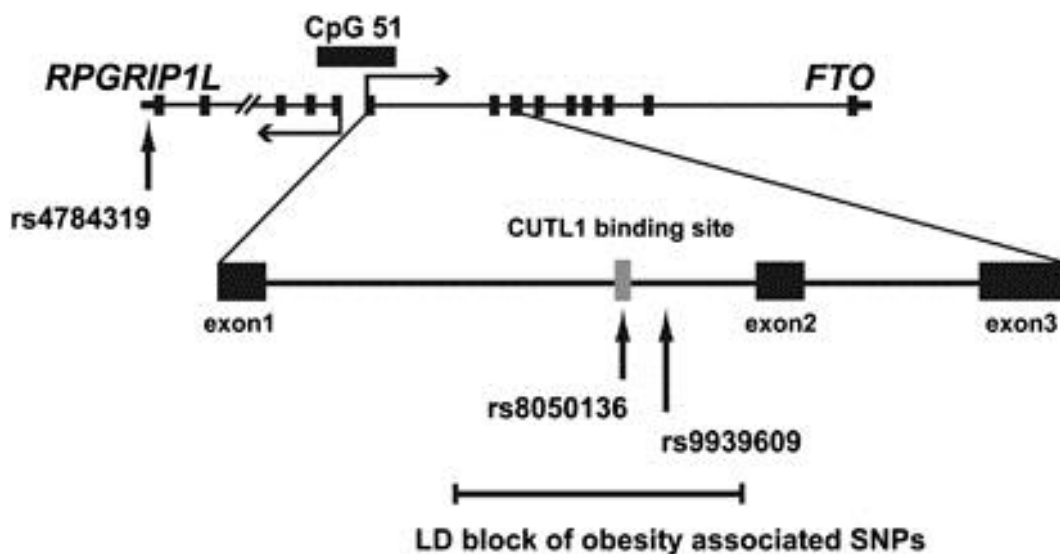 CpG 51
RPGRIP1L
FTO
rs4784319
CUTL1 binding site
exon1
exon2
exon3
rs8050136
rs9939609
LD block of obesity associated SNPs